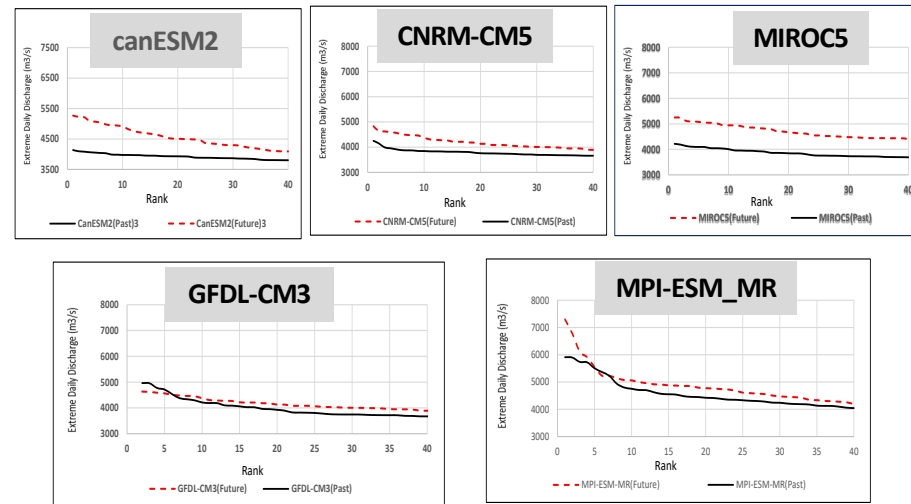 canESM2
Extreme Daily Discharge (m3/s)
7500
6500
5500
4500
3500
0 10 20 30 40
Rank
CanESM2(Past)3 CanESM2(Future)3
CNRM-CM5
Extreme Daily Discharge (m3/s)
8000
7000
6000
5000
4000
3000
0 10 20 30 40
Rank
CNRM-CM5(Future) CNRM-CM5(Past)
MIROC5
Extreme Daily Discharge (m3/s)
8000
7000
6000
5000
4000
3000
0 10 20 30 40
Rank
MIROC5(Future) MIROC5(Past)
GFDL-CM3
Extreme Daily Discharge (m3/s)
8000
7000
6000
5000
4000
3000
0 5 10 15 20 25 30 35 40
Rank
GFDL-CM3(Future) GFDL-CM3(Past)
MPI-ESM_MR
Extreme Daily Discharge (m3/s)
8000
7000
6000
5000
4000
3000
0 5 10 15 20 25 30 35 40
Rank
MPI-ESM-MR(Future) MPI-ESM-MR(Past)